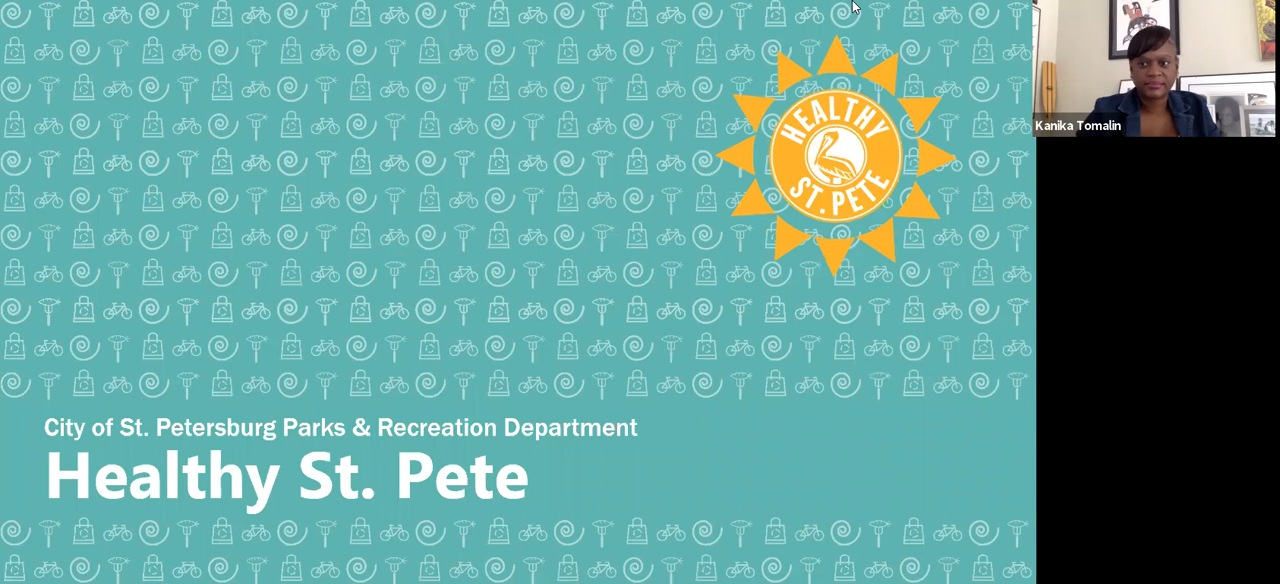 HEALTHY
ST. PETE
Kanika Tomalin
City of St. Petersburg Parks & Recreation Department
Healthy St. Pete